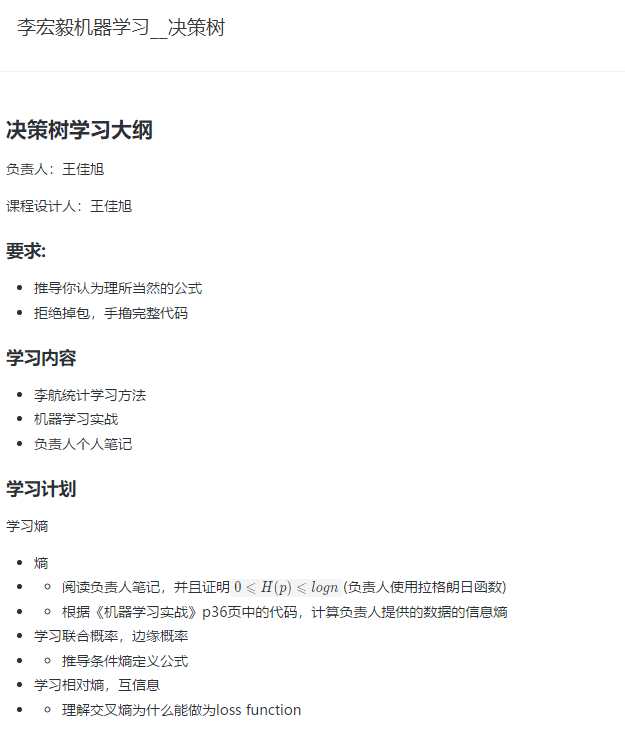 李宏毅机器学习__决策树
决策树学习大纲
负责人：王佳旭
课程设计人：王佳旭
要求:
推导你认为理所当然的公式
拒绝掉包，手撸完整代码
学习内容
李航统计学习方法
机器学习实战
负责人个人笔记
学习计划
学习熵
熵
阅读负责人笔记，并且证明 0 ⩽ H(p) ⩽ logn (负责人使用拉格朗日函数)
根据《机器学习实战》p36页中的代码，计算负责人提供的数据的信息熵
学习联合概率，边缘概率
推导条件熵定义公式
学习相对熵，互信息
理解交叉熵为什么能做为loss function